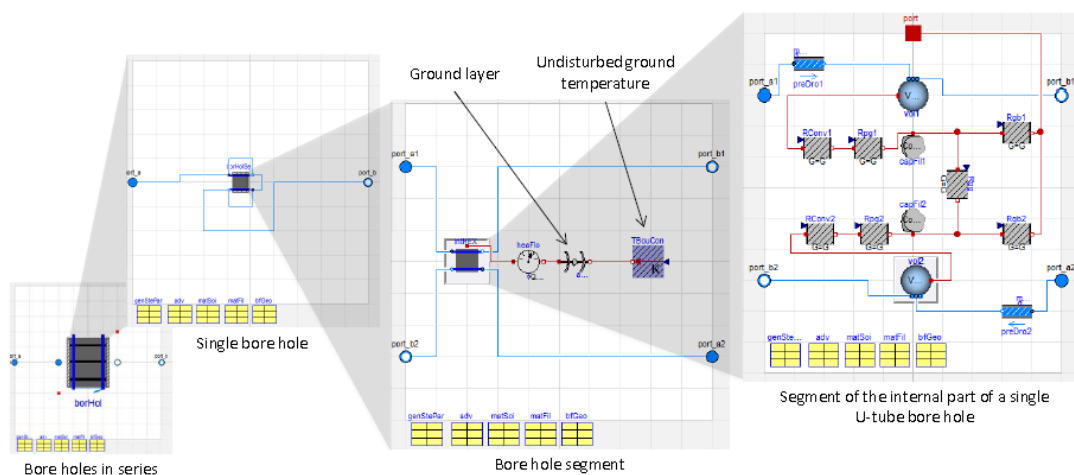 Ground layer
Undisturbed ground
temperature
port
preDro1
port_a1
port_b1
V...
vol1
RConv1
Rpg1
Rgb1
G=G
G=G
G=G
Co...
capFil1
G=G
capFil2
Co...
RConv2
Rpg2
Rgb2
G=G
G=G
G=G
vol2
V...
port_b2
port_a2
preDro2
genSte...
adv
matSoi
matFil
bfGeo
Segment of the internal part of a single
U-tube bore hole
port_a1
port_b1
heaFlo
TBouCon
K
port_b2
port_a2
genStePar
adv
matSoi
matFil
bfGeo
Bore hole segment
port_b
genStePar
adv
matSoi
matFil
bfGeo
Single bore hole
borHol
Bore holes in series